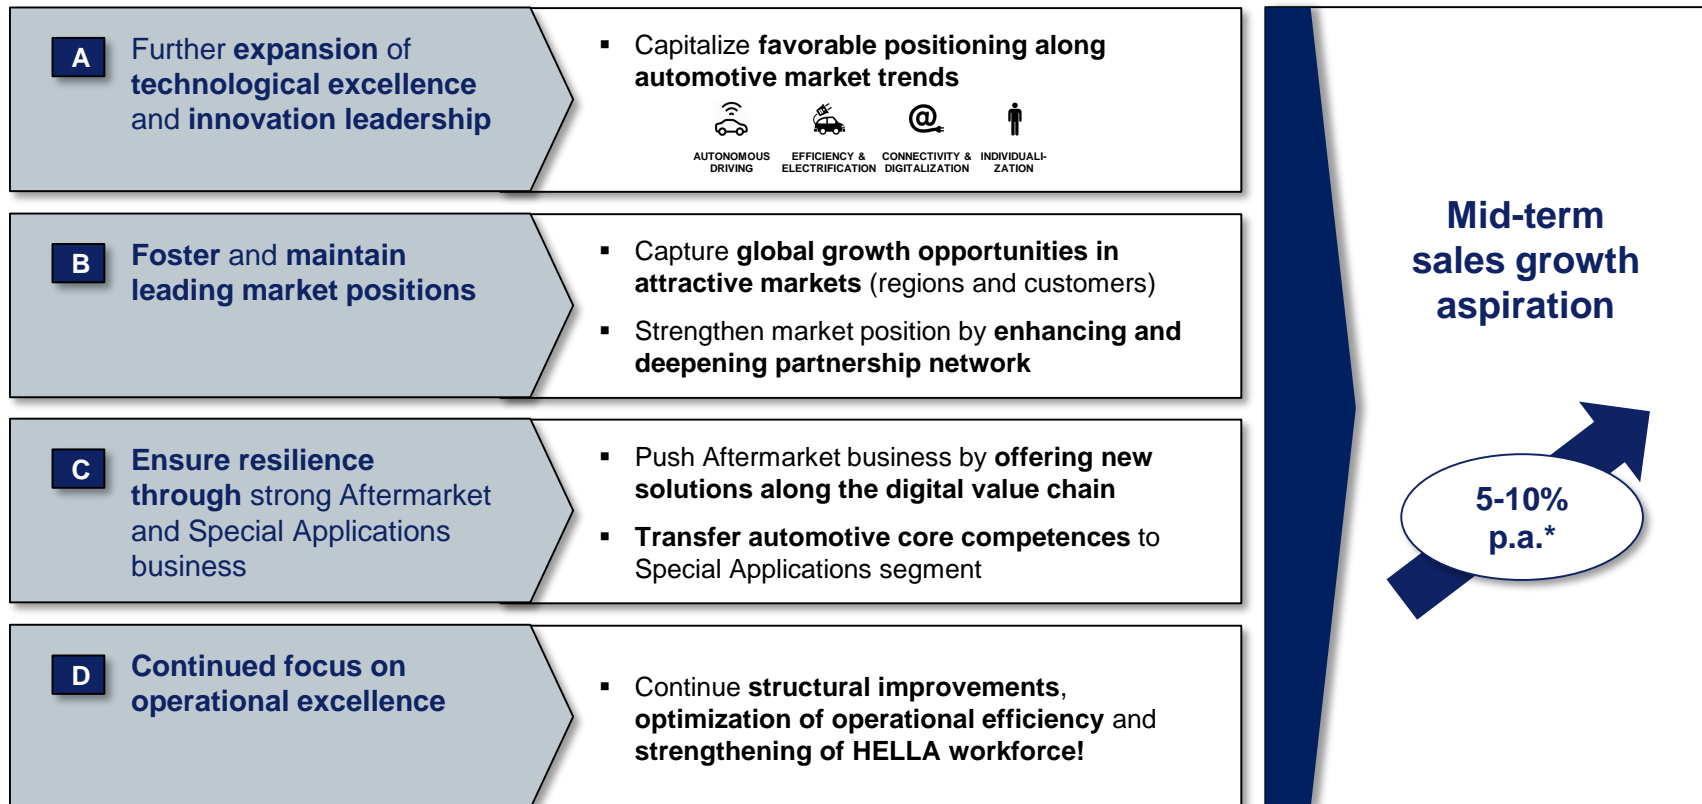 A
Further expansion of
technological excellence
and innovation leadership
▪ Capitalize favorable positioning along
automotive market trends
@
AUTONOMOUS
DRIVING
EFFICIENCY &
ELECTRIFICATION
CONNECTIVITY &
DIGITALIZATION
INDIVIDUALI-
ZATION
B
Foster and maintain
leading market positions
▪ Capture global growth opportunities in
attractive markets (regions and customers)
▪ Strengthen market position by enhancing and
deepening partnership network
C
Ensure resilience
through strong Aftermarket
and Special Applications
business
▪ Push Aftermarket business by offering new
solutions along the digital value chain
▪ Transfer automotive core competences to
Special Applications segment
D
Continued focus on
operational excellence
▪ Continue structural improvements,
optimization of operational efficiency and
strengthening of HELLA workforce!
Mid-term
sales growth
aspiration
5-10%
p.a.*